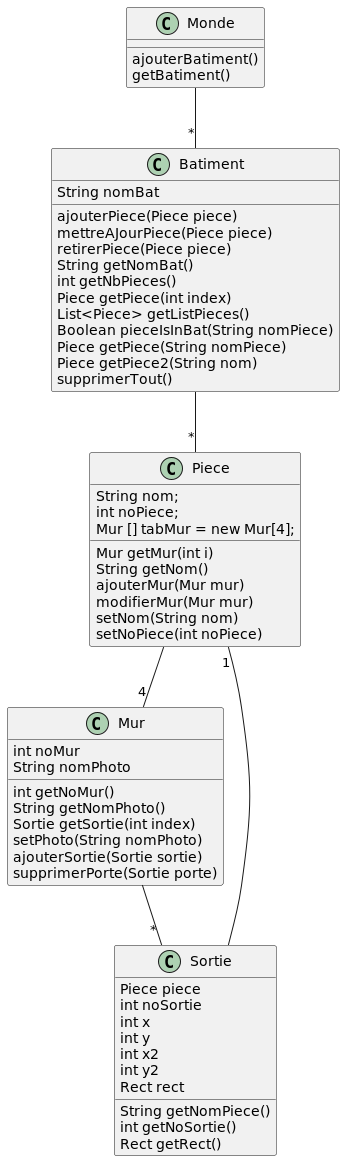 C Monde
ajouterBatiment()
getBatiment()
*
C Batiment
String nomBat
ajouterPiece(Piece piece)
mettreAJourPiece(Piece piece)
retirerPiece(Piece piece)
String getNomBat()
int getNbPieces()
Piece getPiece(int index)
List<Piece> getListPieces()
Boolean pieceIsInBat(String nomPiece)
Piece getPiece(String nomPiece)
Piece getPiece2(String nom)
supprimerTout()
*
C Piece
String nom;
int noPiece;
Mur [] tabMur = new Mur[4];
Mur getMur(int i)
String getNom()
ajouterMur(Mur mur)
modifierMur(Mur mur)
setNom(String nom)
setNoPiece(int noPiece)
1
4
C Mur
int noMur
String nomPhoto
int getNoMur()
String getNomPhoto()
Sortie getSortie(int index)
setPhoto(String nomPhoto)
ajouterSortie(Sortie sortie)
supprimerPorte(Sortie porte)
*
C Sortie
Piece piece
int noSortie
int x
int y
int x2
int y2
Rect rect
String getNomPiece()
int getNoSortie()
Rect getRect()